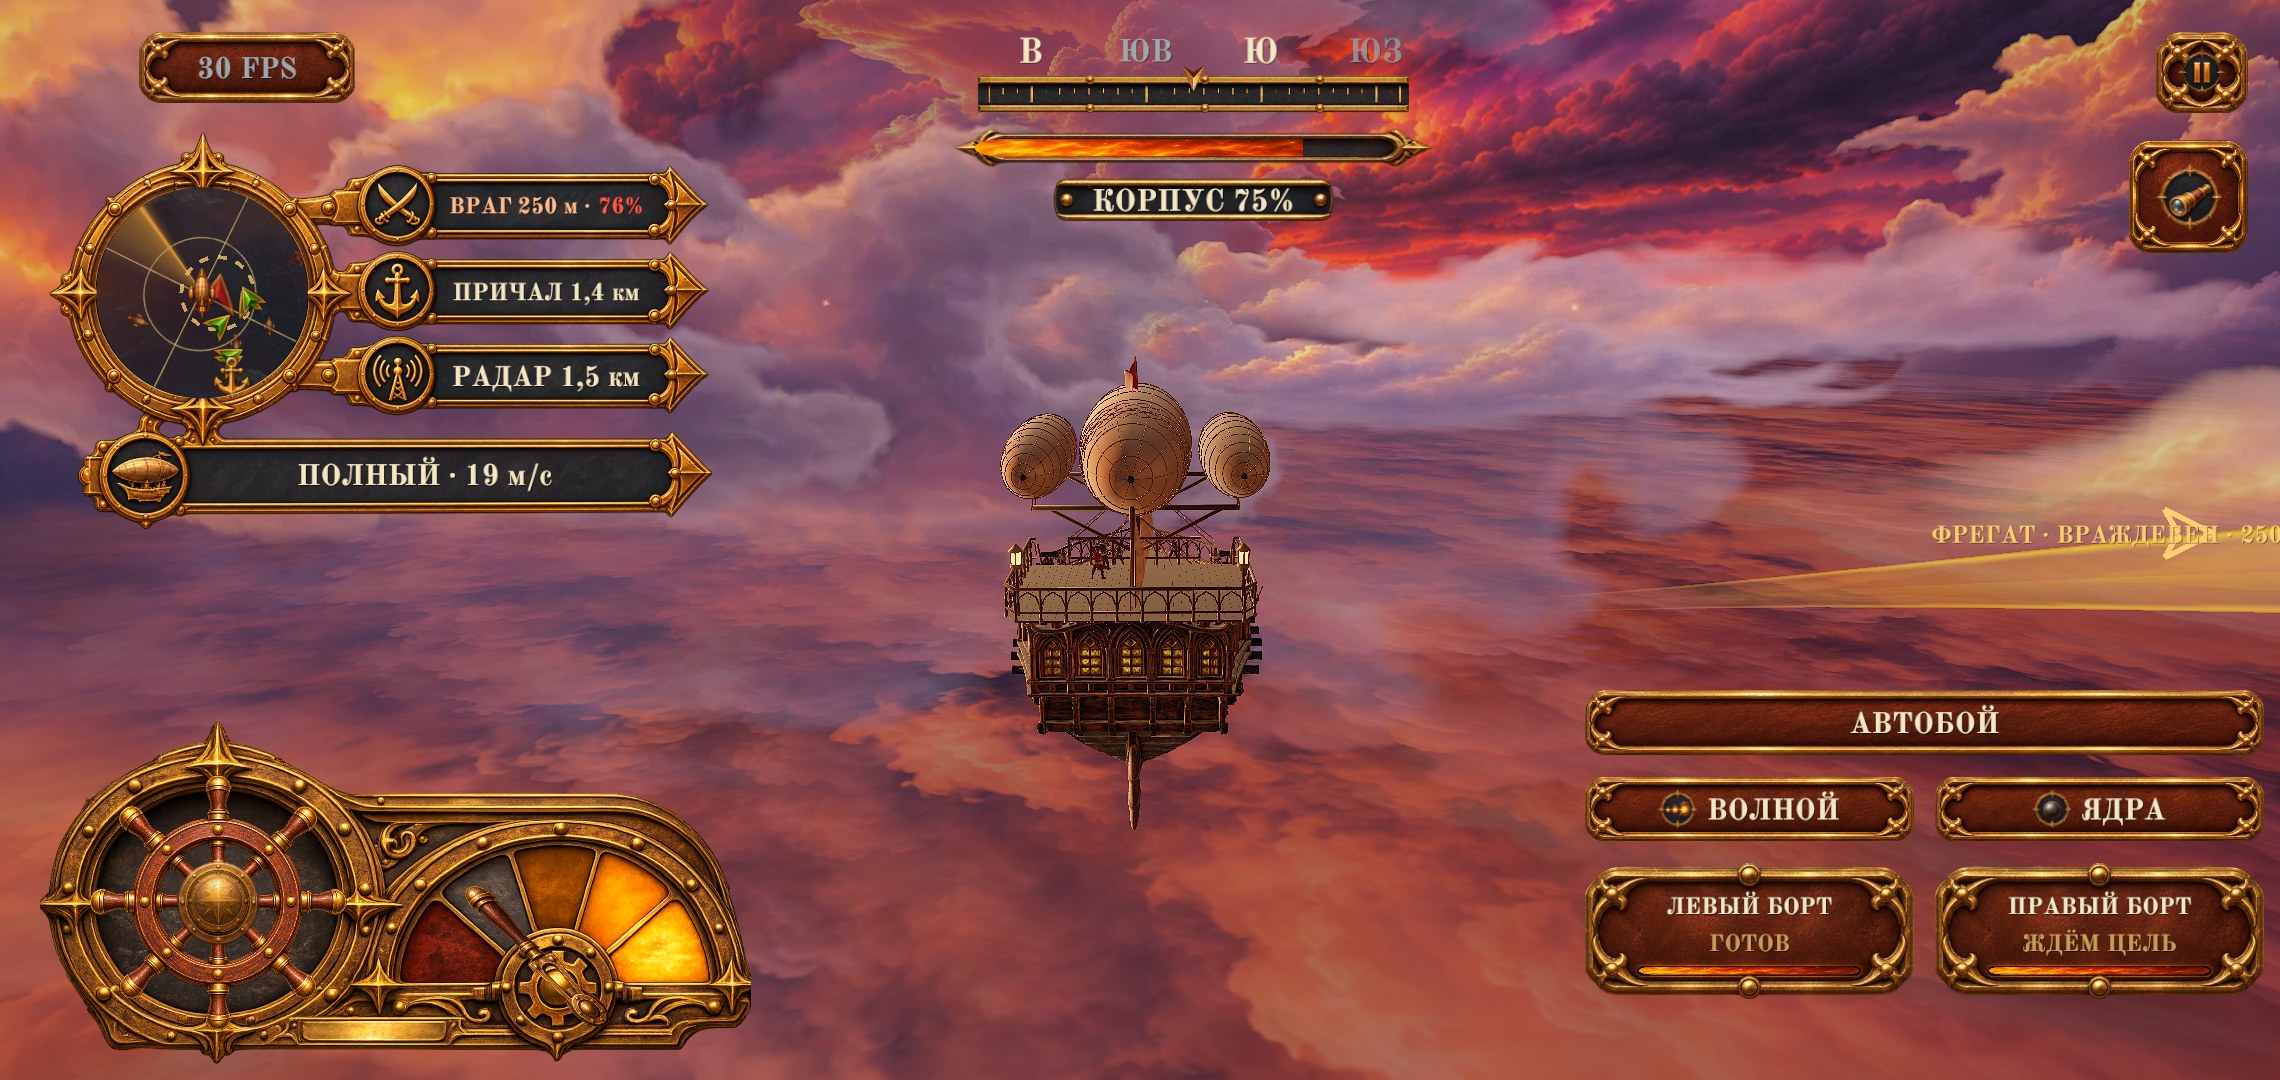 30 FPS
В ЮВ Ю ЮЗ
КОРПУС 75%
ВРАГ 250 м · 76%
ПРИЧАЛ 1,4 км
РАДАР 1,5 км
ПОЛНЫЙ · 19 м/с
ФРЕГАТ · ВРАЖДЕБЕН · 250
АВТОБОЙ
ВОЛНОЙ
ЯДРА
ЛЕВЫЙ БОРТ
ГОТОВ
ПРАВЫЙ БОРТ
ЖДЁМ ЦЕЛЬ